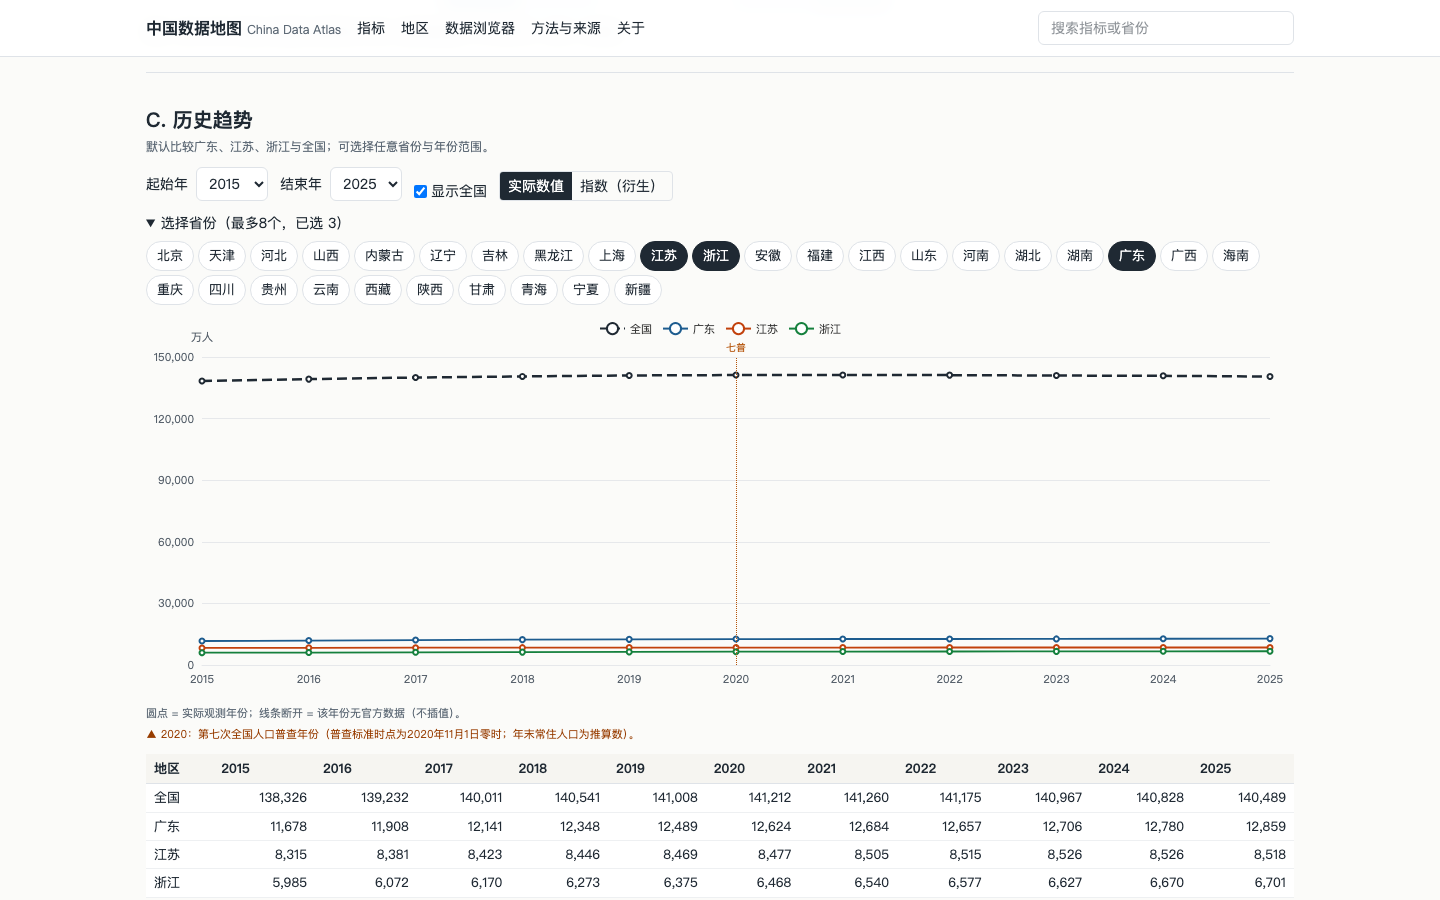 中国数据地图 China Data Atlas 指标 地区 数据浏览器 方法与来源 关于 搜索指标或省份
C. 历史趋势
默认比较广东、江苏、浙江与全国；可选择任意省份与年份范围。
起始年 2015 结束年 2025 显示全国 实际数值 指数（衍生）
▼ 选择省份（最多8个，已选 3）
北京 天津 河北 山西 内蒙古 辽宁 吉林 黑龙江 上海 江苏 浙江 安徽 福建 江西 山东 河南 湖北 湖南 广东 广西 海南
重庆 四川 贵州 云南 西藏 陕西 甘肃 青海 宁夏 新疆
全国 广东 江苏 浙江
万人
七普
150,000
120,000
90,000
60,000
30,000
0
2015 2016 2017 2018 2019 2020 2021 2022 2023 2024 2025
圆点 = 实际观测年份；线条断开 = 该年份无官方数据（不插值）。
▲ 2020：第七次全国人口普查年份（普查标准时点为2020年11月1日零时；年末常住人口为推算数）。
地区 2015 2016 2017 2018 2019 2020 2021 2022 2023 2024 2025
全国 138,326 139,232 140,011 140,541 141,008 141,212 141,260 141,175 140,967 140,828 140,489
广东 11,678 11,908 12,141 12,348 12,489 12,624 12,684 12,657 12,706 12,780 12,859
江苏 8,315 8,381 8,423 8,446 8,469 8,477 8,505 8,515 8,526 8,526 8,518
浙江 5,985 6,072 6,170 6,273 6,375 6,468 6,540 6,577 6,627 6,670 6,701